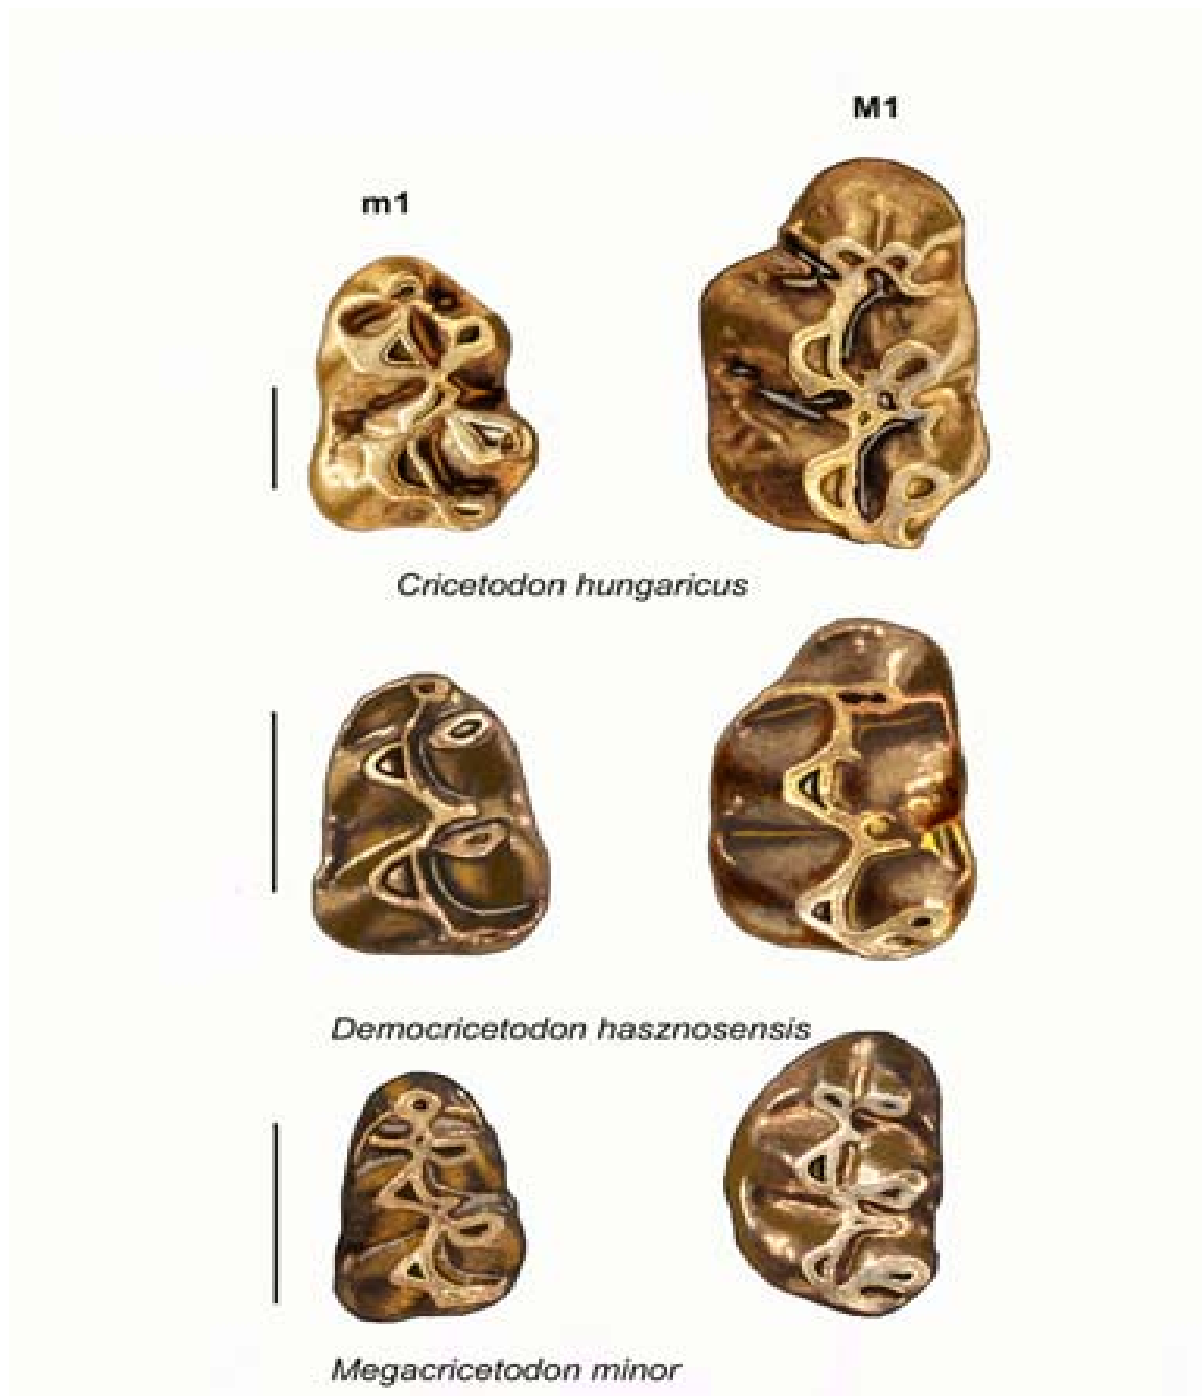 M1
m1
Cricetodon hungaricus
Democricetodon hasznosensis
Megacricetodon minor